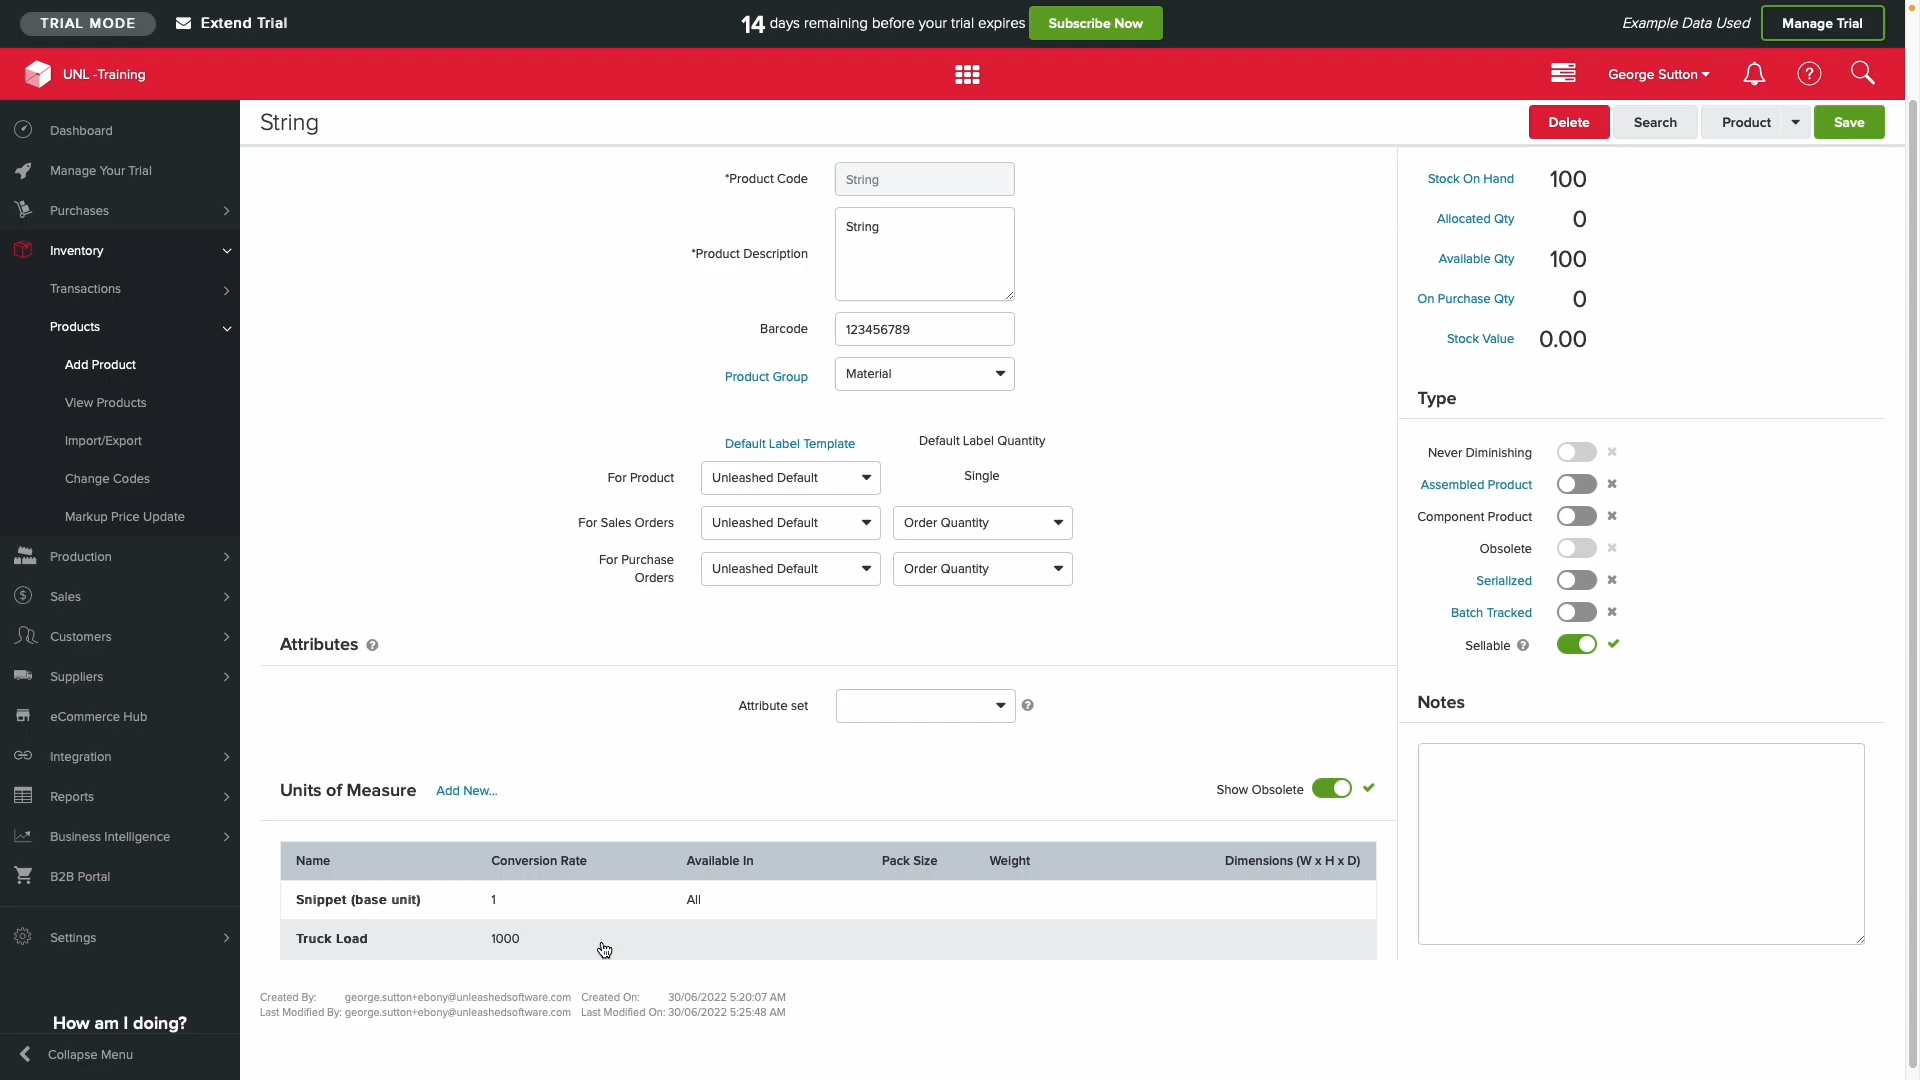 TRIAL MODE
Extend Trial
14 days remaining before your trial expires
Subscribe Now
Example Data Used
Manage Trial
UNL -Training
George Sutton
?
Dashboard
Manage Your Trial
Purchases
Inventory
Transactions
Products
Add Product
View Products
Import/Export
Change Codes
Markup Price Update
Production
Sales
Customers
Suppliers
eCommerce Hub
Integration
Reports
Business Intelligence
B2B Portal
Settings
How am I doing?
Collapse Menu
String
Delete
Search
Product
Save
*Product Code
String
*Product Description
String
Barcode
123456789
Product Group
Material
Default Label Template
Default Label Quantity
For Product
Unleashed Default
Single
For Sales Orders
Unleashed Default
Order Quantity
For Purchase
Orders
Unleashed Default
Order Quantity
Attributes ?
Attribute set
?
Units of Measure
Add New...
Show Obsolete
Name Conversion Rate Available In Pack Size Weight Dimensions (W x H x D)
Snippet (base unit) 1 All
Truck Load 1000
Created By: george.sutton+ebony@unleashedsoftware.com Created On: 30/06/2022 5:20:07 AM
Last Modified By: george.sutton+ebony@unleashedsoftware.com Last Modified On: 30/06/2022 5:25:48 AM
Stock On Hand 100
Allocated Qty 0
Available Qty 100
On Purchase Qty 0
Stock Value 0.00
Type
Never Diminishing
Assembled Product
Component Product
Obsolete
Serialized
Batch Tracked
Sellable ?
Notes